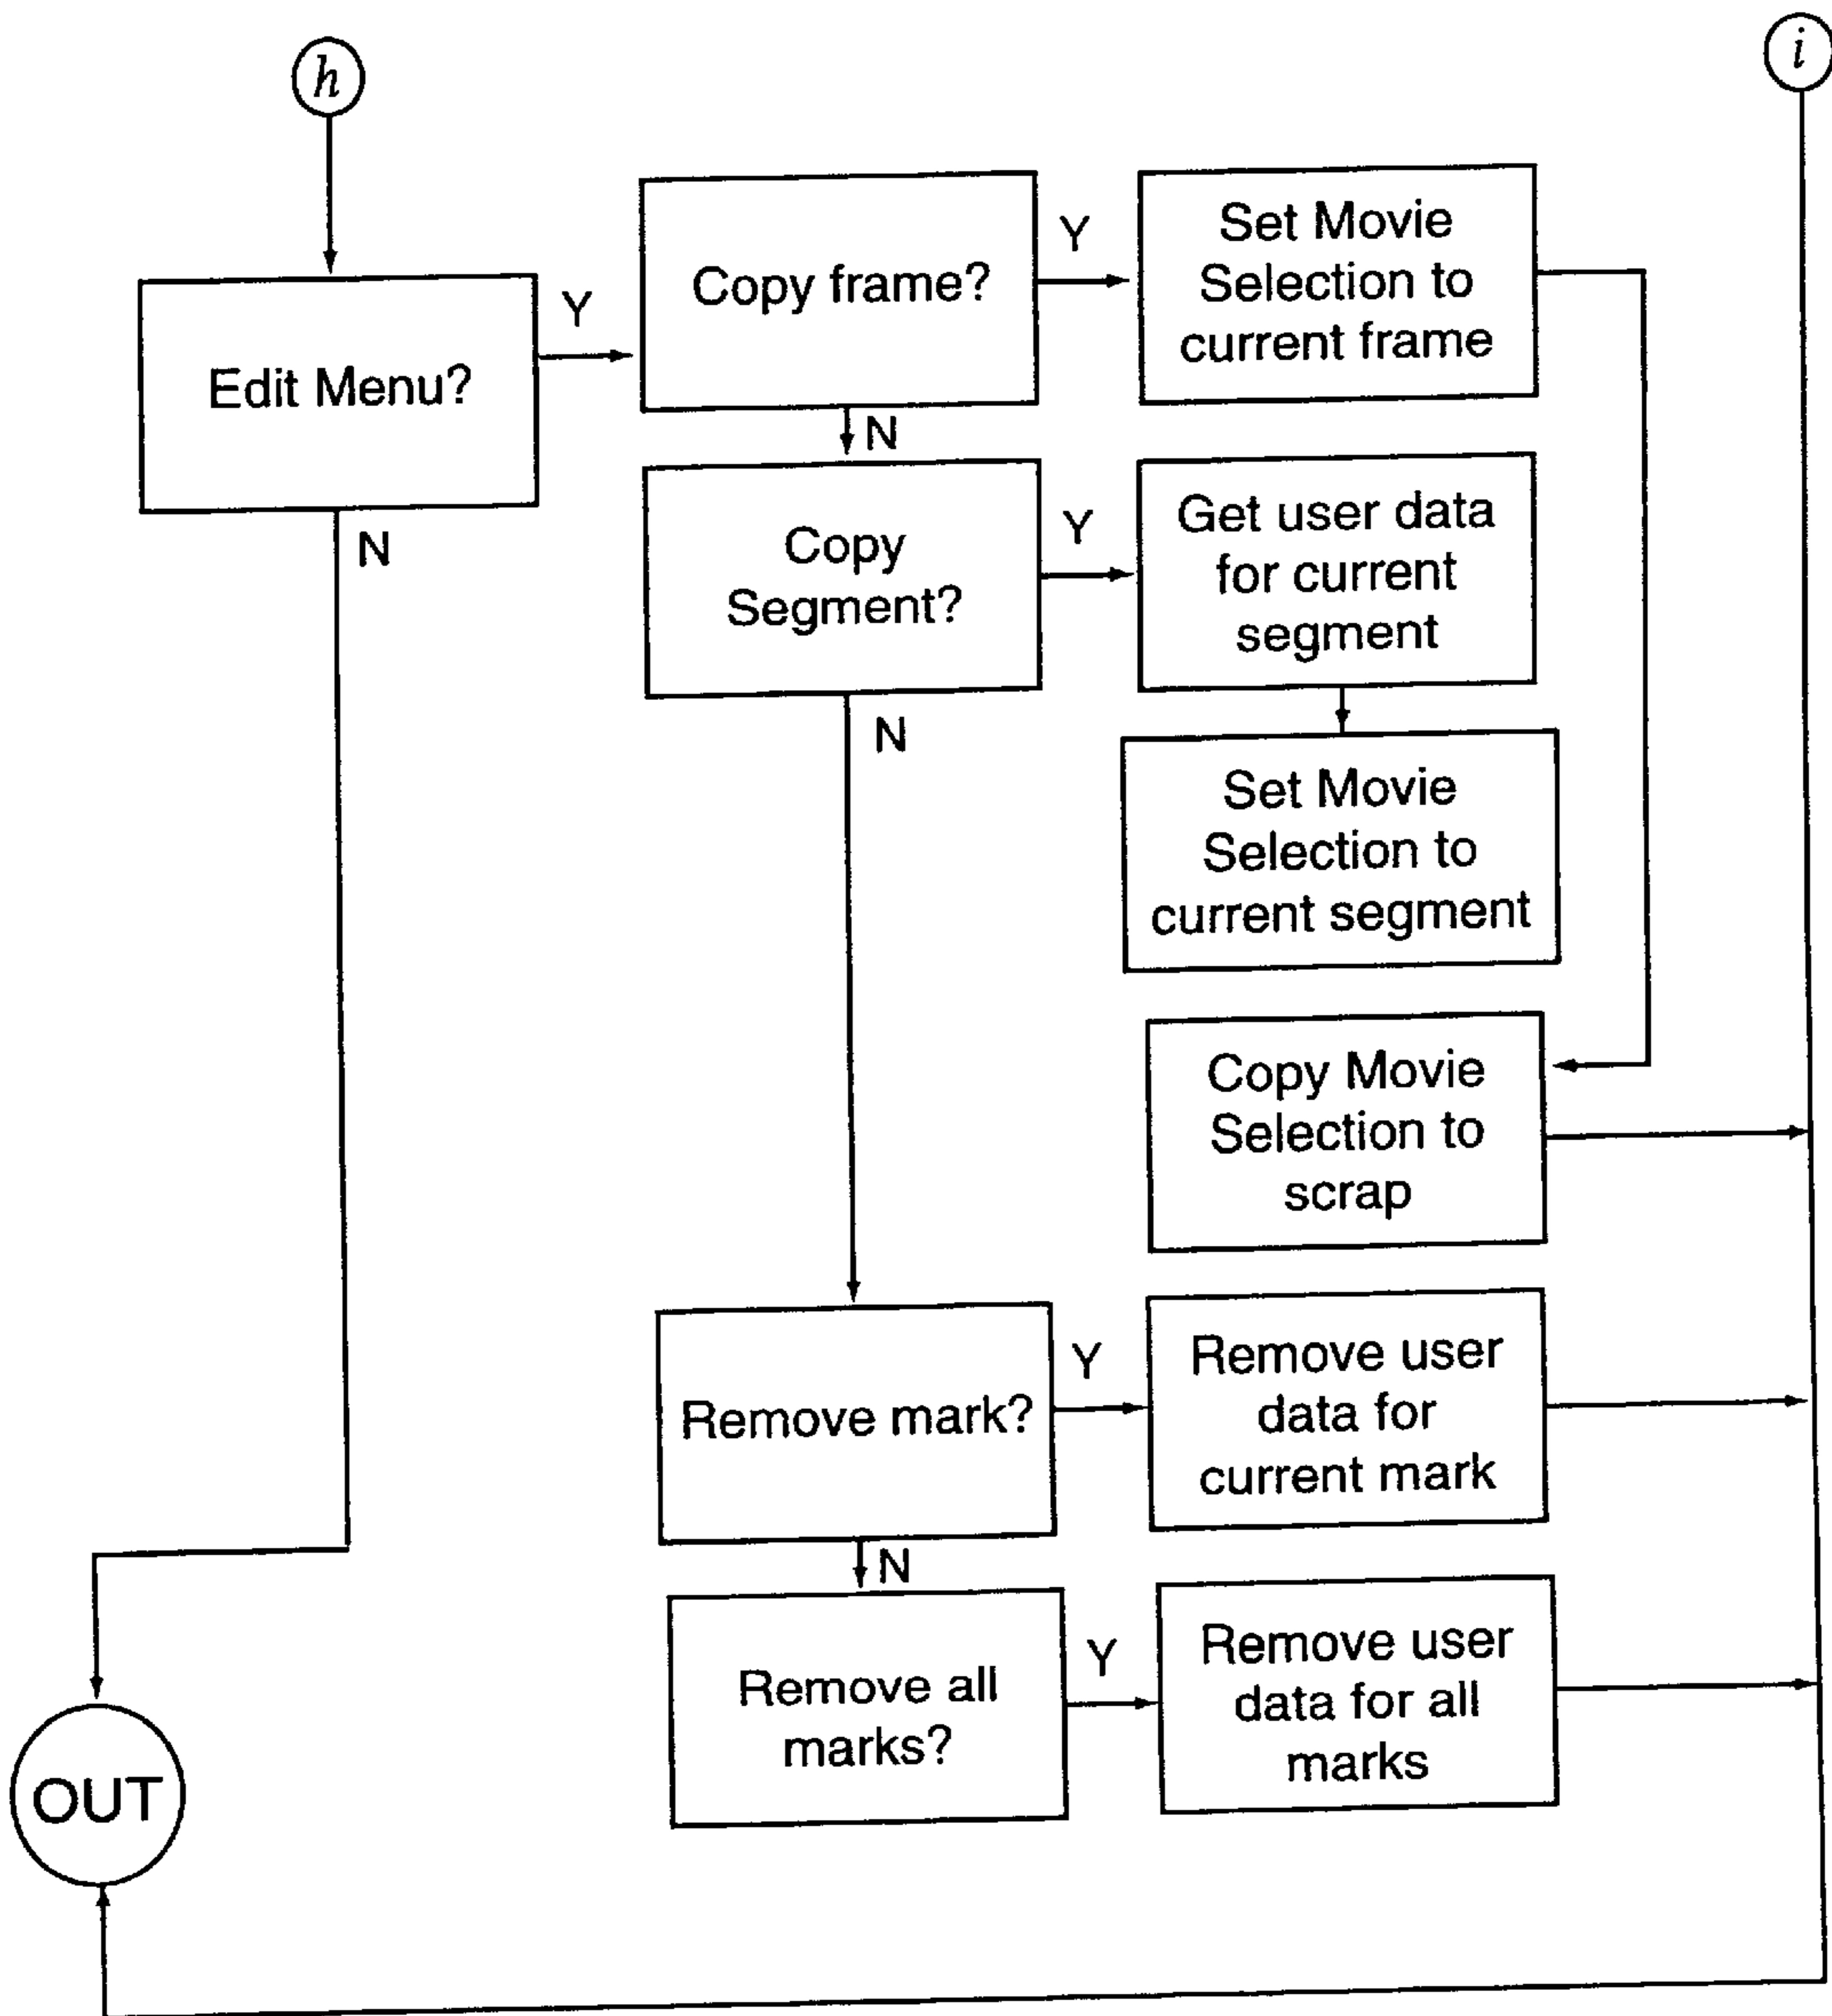 h
i
Edit Menu?
Y
N
Copy frame?
Y
N
Set Movie
Selection to
current frame
Copy
Segment?
Y
N
Get user data
for current
segment
Set Movie
Selection to
current segment
Copy Movie
Selection to
scrap
Remove mark?
Y
N
Remove user
data for
current mark
Remove all
marks?
Y
Remove user
data for all
marks
OUT